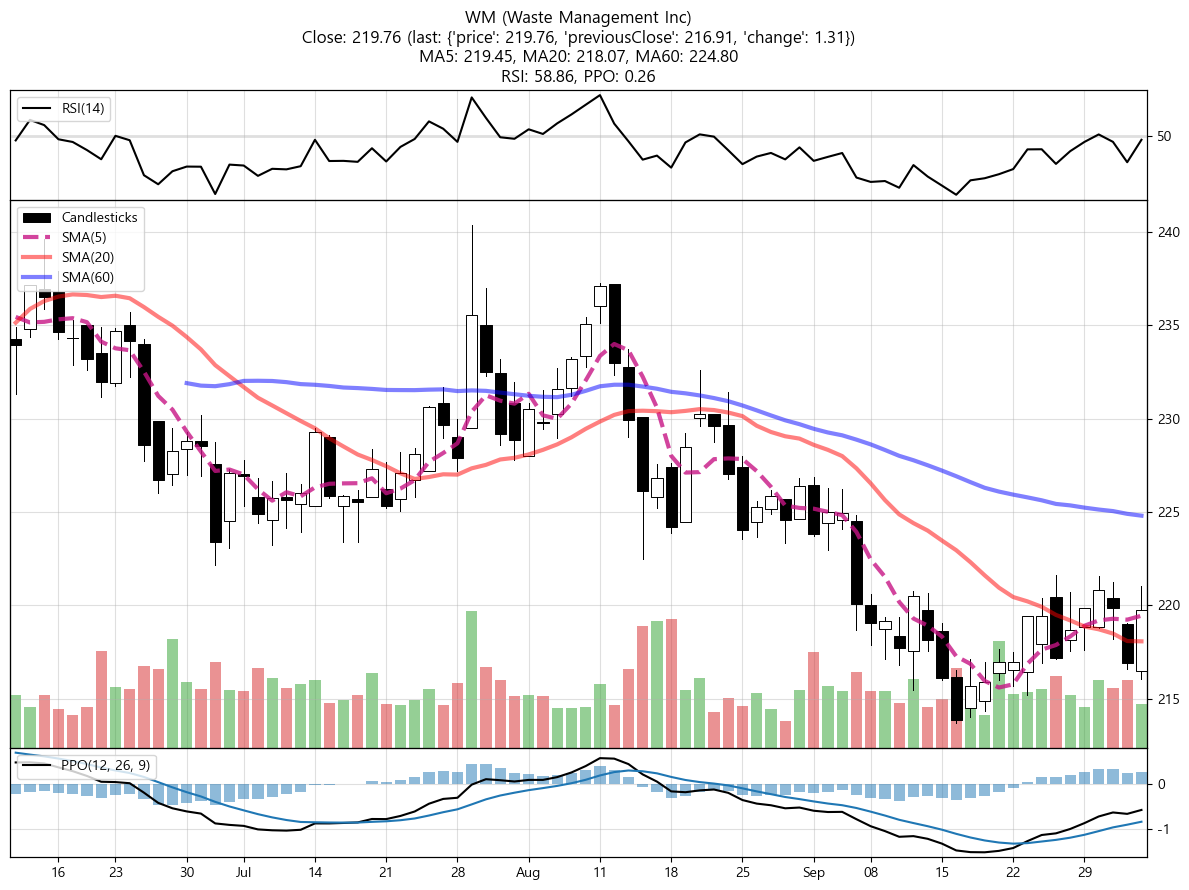 WM (Waste Management Inc)
Close: 219.76 (last: {'price': 219.76, 'previousClose': 216.91, 'change': 1.31})
MA5: 219.45, MA20: 218.07, MA60: 224.80
RSI: 58.86, PPO: 0.26
RSI(14)
50
Candlesticks
SMA(5)
SMA(20)
SMA(60)
240
235
230
225
220
215
PPO(12, 26, 9)
0
-1
16 23 30 Jul 14 21 28 Aug 11 18 25 Sep 08 15 22 29